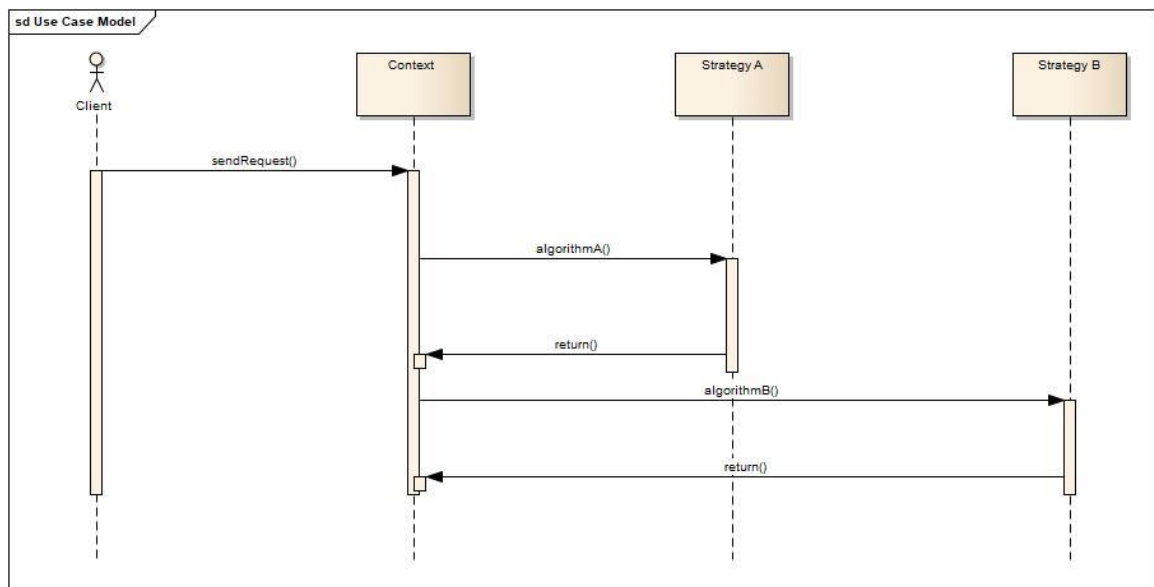 sd Use Case Model
Client
Context
Strategy A
Strategy B
sendRequest()
algorithmA()
return()
algorithmB()
return()